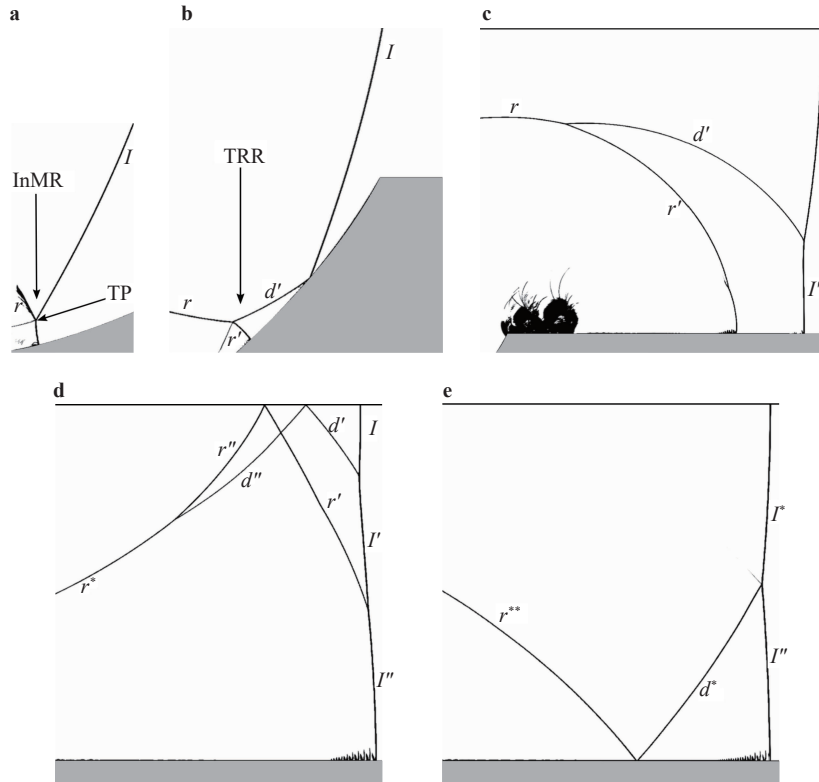 a
I
InMR
r
TP
b
I
TRR
r
d′
r′
c
r
d′
r′
I′
d
I
d′
r″
d″
r′
I′
r*
I″
e
I*
r**
d*
I″